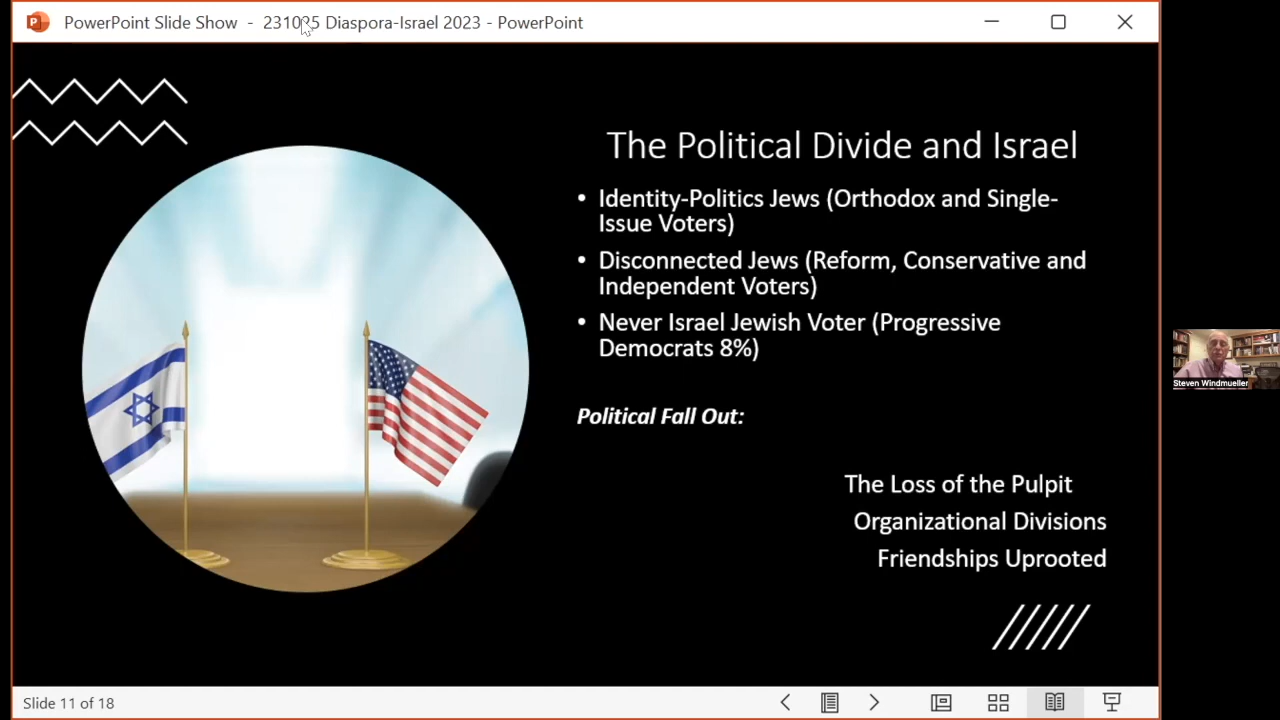 PowerPoint Slide Show - 231025 Diaspora-Israel 2023 - PowerPoint
The Political Divide and Israel
• Identity-Politics Jews (Orthodox and Single-
Issue Voters)
• Disconnected Jews (Reform, Conservative and
Independent Voters)
• Never Israel Jewish Voter (Progressive
Democrats 8%)
Political Fall Out:
The Loss of the Pulpit
Organizational Divisions
Friendships Uprooted
Steven Windmueller
Slide 11 of 18